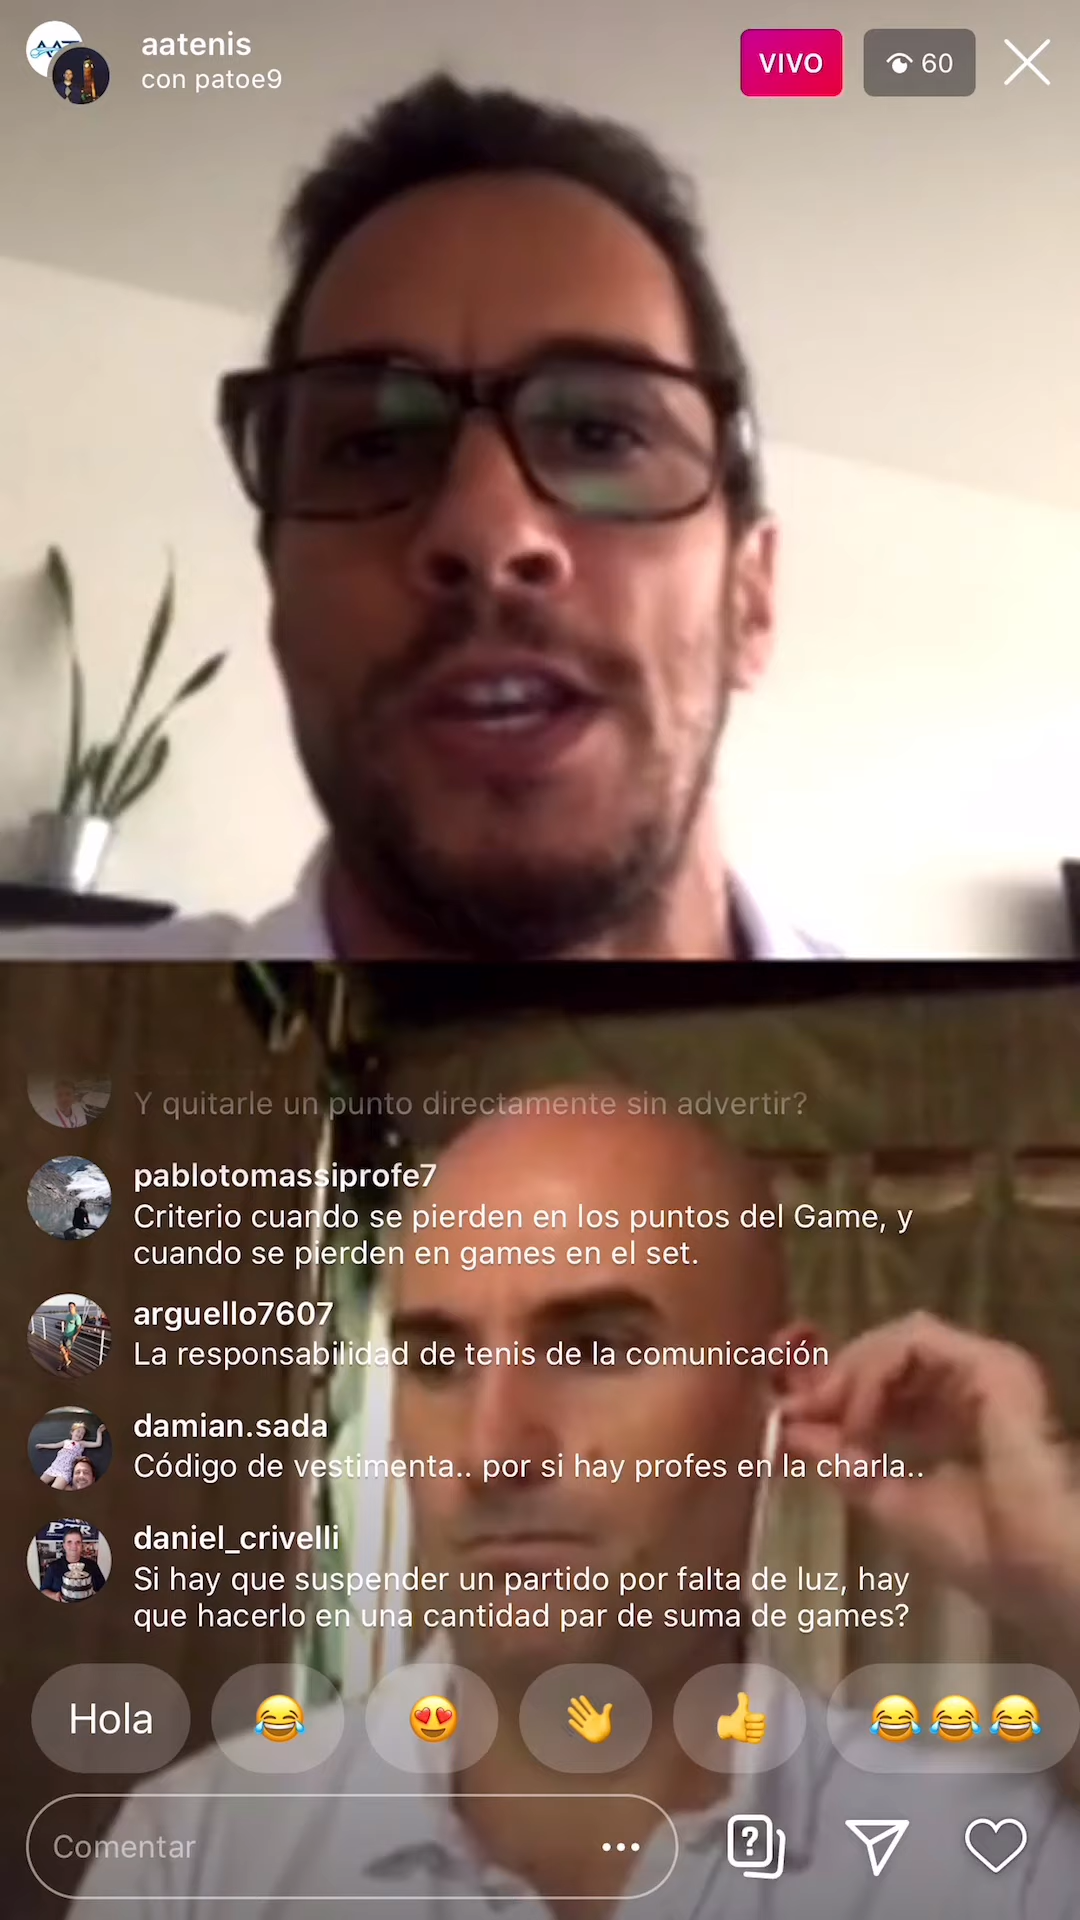 aatenis
con patoe9
VIVO
60
Y quitarle un punto directamente sin advertir?
pablotomassiprofe7
Criterio cuando se pierden en los puntos del Game, y
cuando se pierden en games en el set.
arguello7607
La responsabilidad de tenis de la comunicación
damian.sada
Código de vestimenta.. por si hay profes en la charla..
daniel_crivelli
Si hay que suspender un partido por falta de luz, hay
que hacerlo en una cantidad par de suma de games?
Hola
Comentar